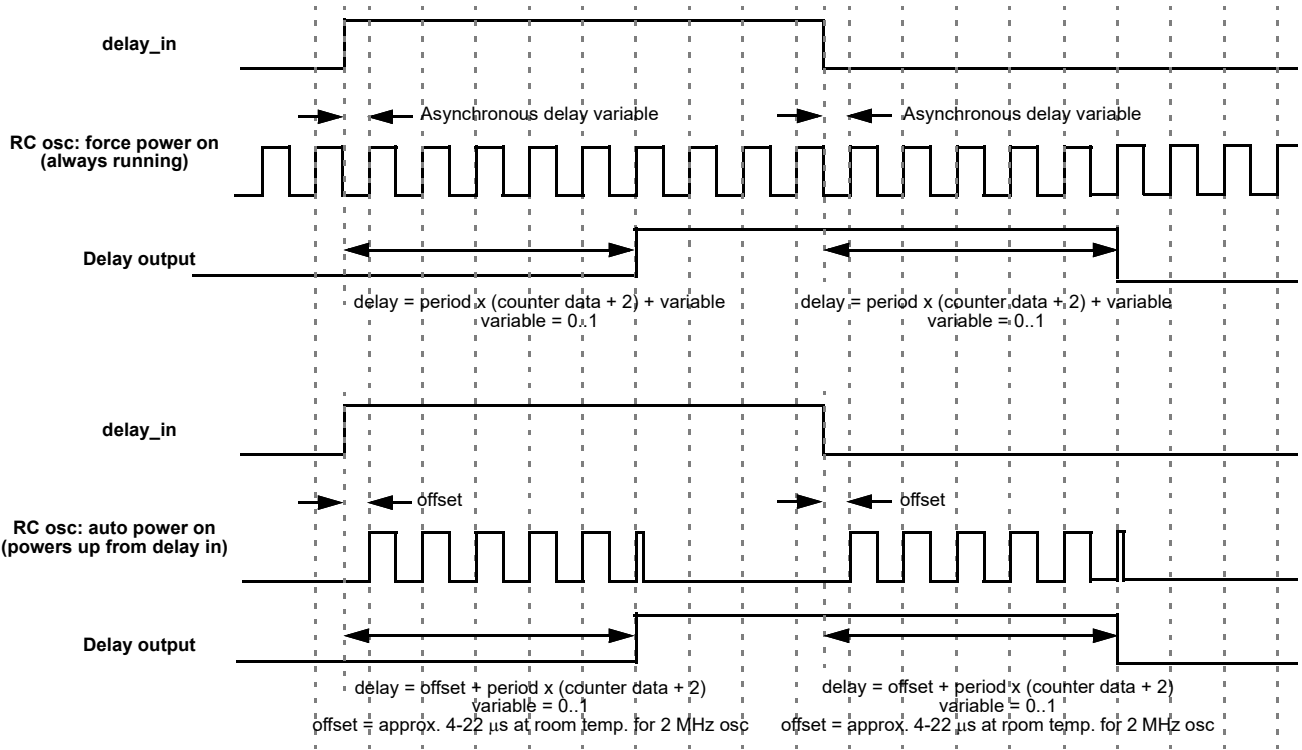 delay_in
Asynchronous delay variable
Asynchronous delay variable
RC osc: force power on
(always running)
Delay output
delay = period x (counter data + 2) + variable
variable = 0..1
delay = period x (counter data + 2) + variable
variable = 0..1
delay_in
offset
offset
RC osc: auto power on
(powers up from delay in)
Delay output
delay = offset + period x (counter data + 2)
variable = 0..1
offset = approx. 4-22 μs at room temp. for 2 MHz osc
delay = offset + period x (counter data + 2)
variable = 0..1
offset = approx. 4-22 μs at room temp. for 2 MHz osc